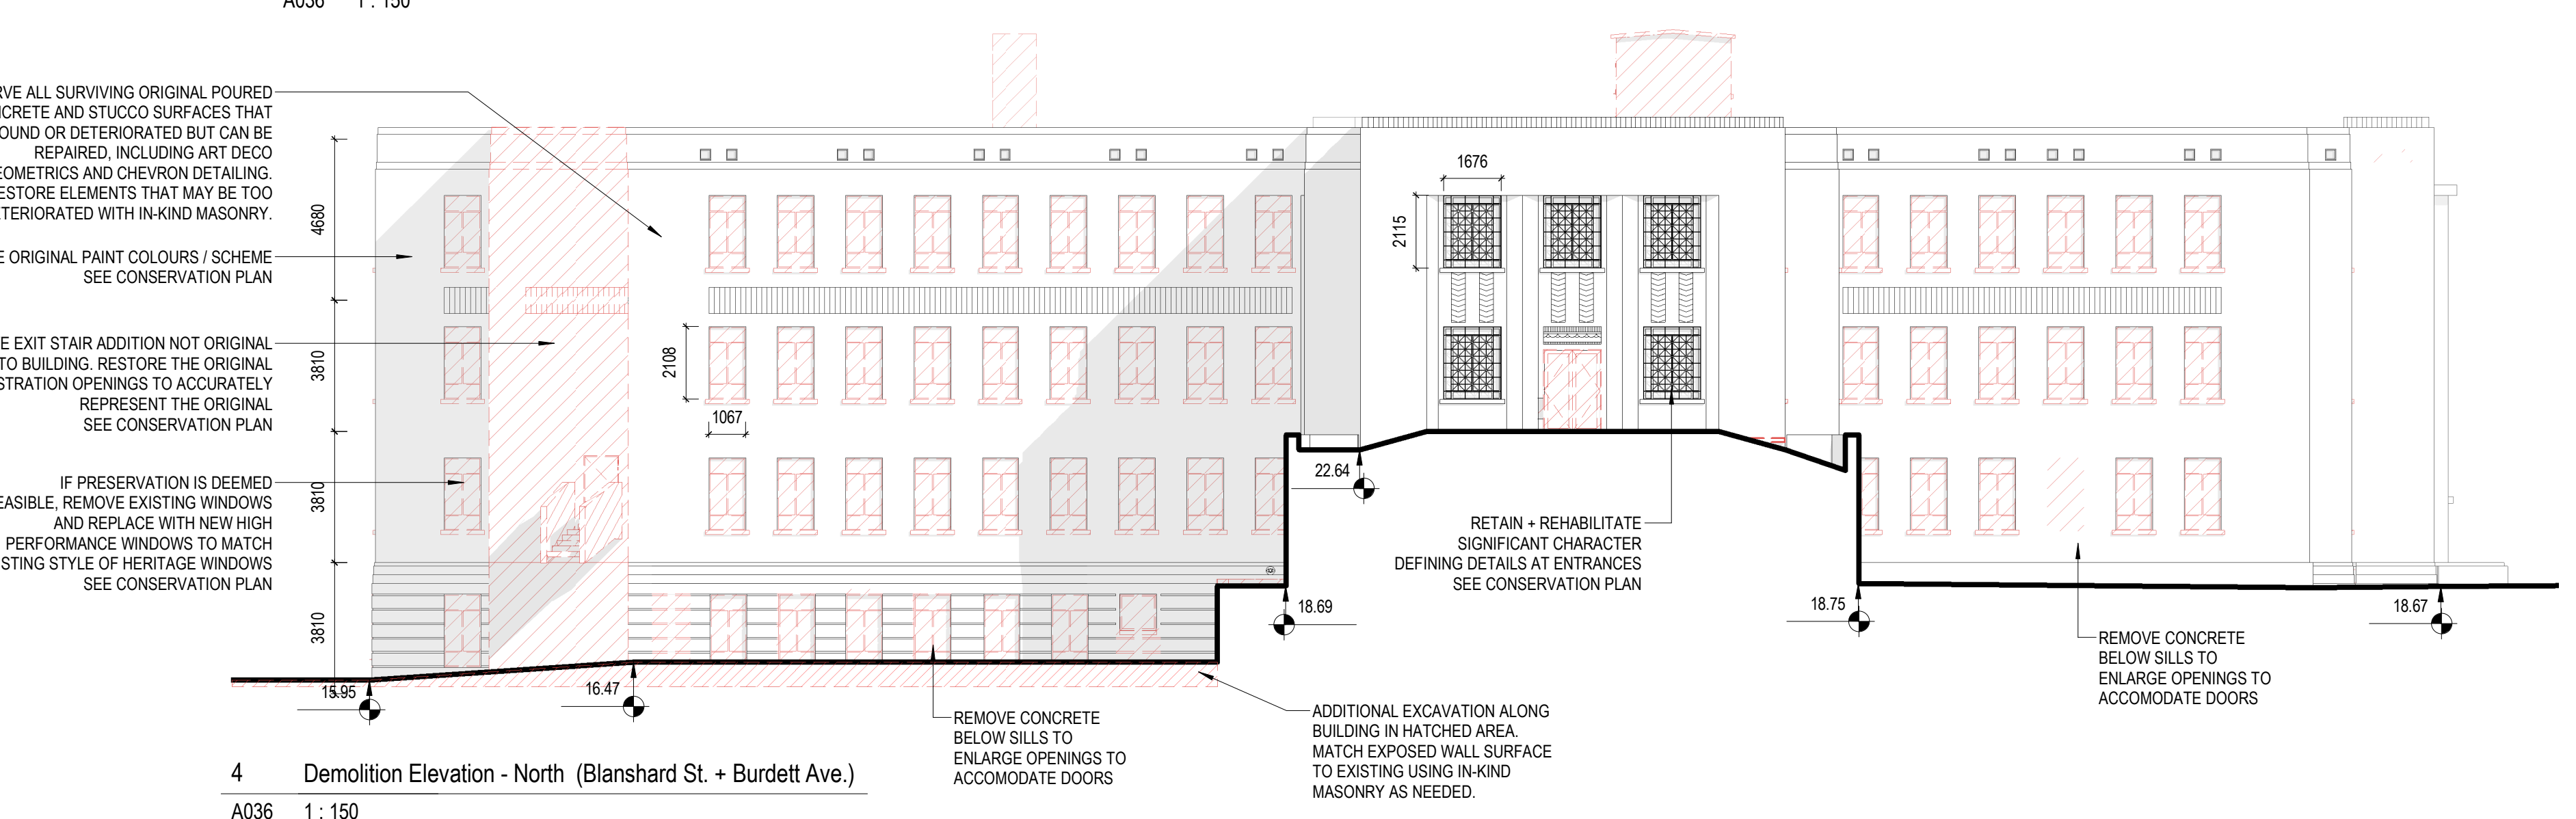 A036 1 : 150
RVE ALL SURVIVING ORIGINAL POURED
NCRETE AND STUCCO SURFACES THAT
OUND OR DETERIORATED BUT CAN BE
REPAIRED, INCLUDING ART DECO
EOMETRICS AND CHEVRON DETAILING.
ESTORE ELEMENTS THAT MAY BE TOO
TERIORATED WITH IN-KIND MASONRY.
E ORIGINAL PAINT COLOURS / SCHEME
SEE CONSERVATION PLAN
E EXIT STAIR ADDITION NOT ORIGINAL
TO BUILDING. RESTORE THE ORIGINAL
STRATION OPENINGS TO ACCURATELY
REPRESENT THE ORIGINAL
SEE CONSERVATION PLAN
IF PRESERVATION IS DEEMED
EASIBLE, REMOVE EXISTING WINDOWS
AND REPLACE WITH NEW HIGH
PERFORMANCE WINDOWS TO MATCH
STING STYLE OF HERITAGE WINDOWS
SEE CONSERVATION PLAN
4680
3810
3810
3810
2108
1067
1676
2115
22.64
18.69
18.75
18.67
15.95
16.47
RETAIN + REHABILITATE
SIGNIFICANT CHARACTER
DEFINING DETAILS AT ENTRANCES
SEE CONSERVATION PLAN
REMOVE CONCRETE
BELOW SILLS TO
ENLARGE OPENINGS TO
ACCOMODATE DOORS
REMOVE CONCRETE
BELOW SILLS TO
ENLARGE OPENINGS TO
ACCOMODATE DOORS
ADDITIONAL EXCAVATION ALONG
BUILDING IN HATCHED AREA.
MATCH EXPOSED WALL SURFACE
TO EXISTING USING IN-KIND
MASONRY AS NEEDED.
4 Demolition Elevation - North (Blanshard St. + Burdett Ave.)
A036 1 : 150